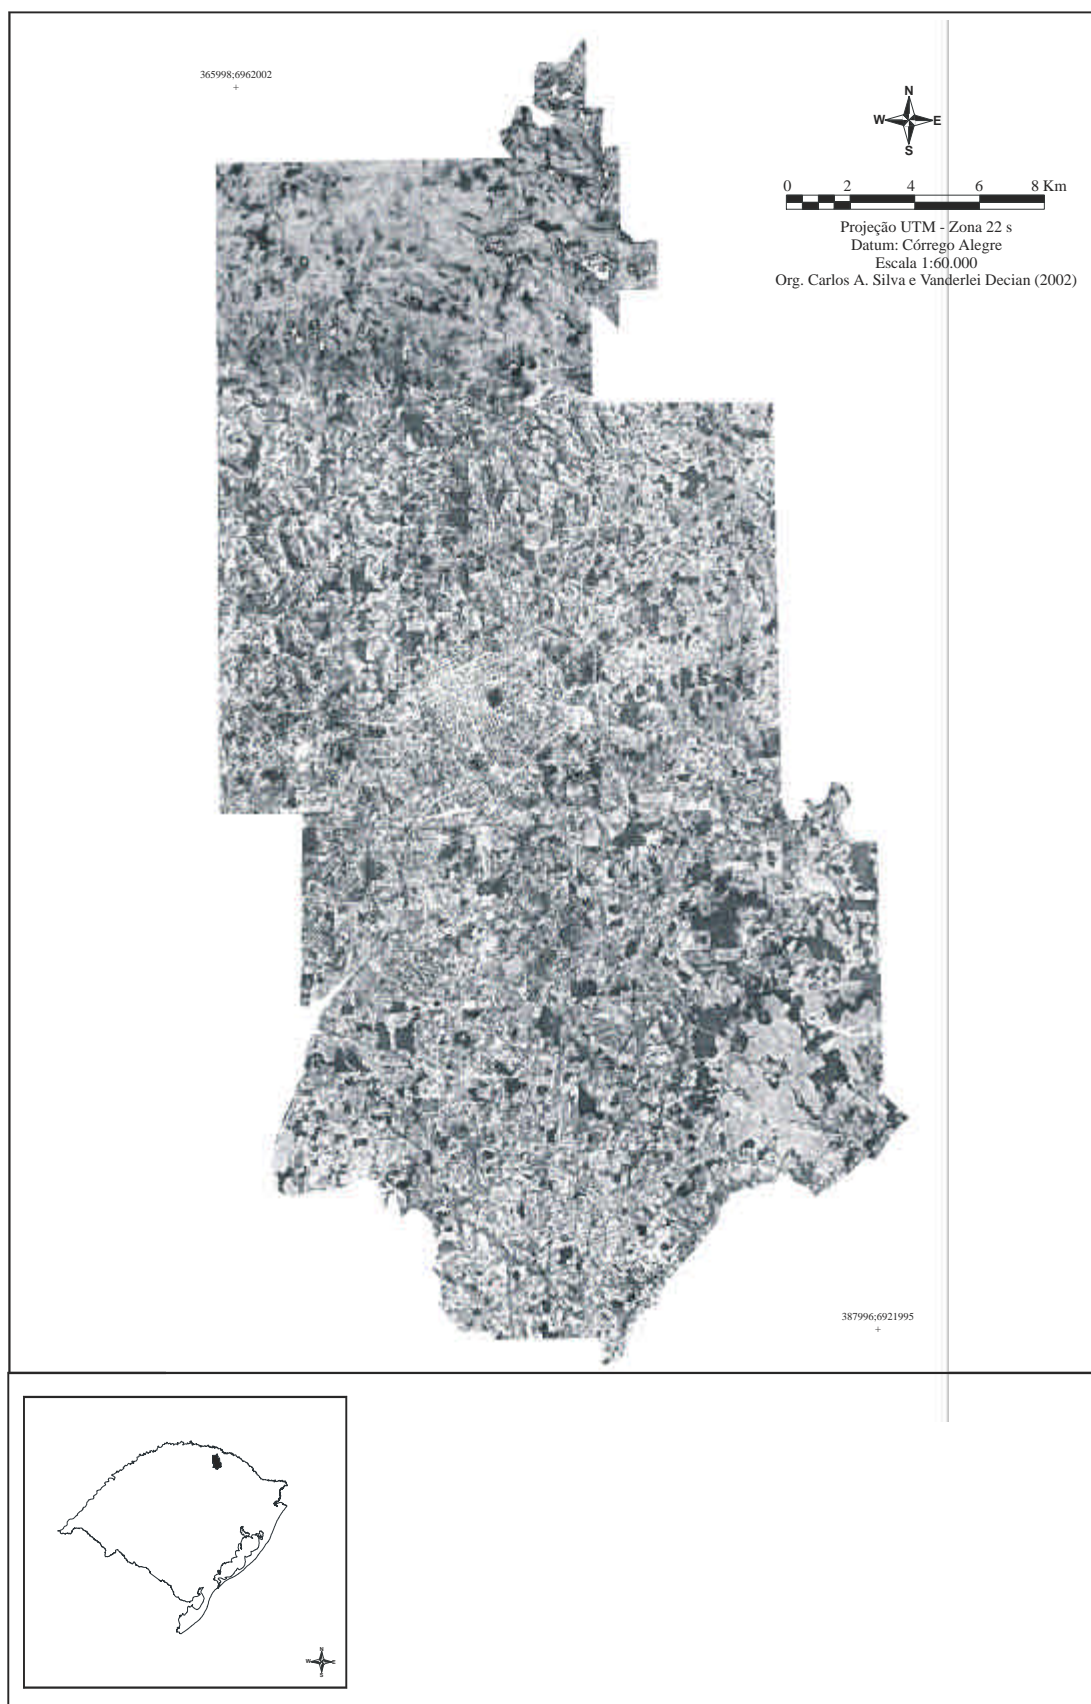 365998;6962002
+
N
W E
S
0 2 4 6 8 Km
Projeção UTM - Zona 22 s
Datum: Córrego Alegre
Escala 1:60.000
Org. Carlos A. Silva e Vanderlei Decian (2002)
387996;6921995
+
N
W E
S